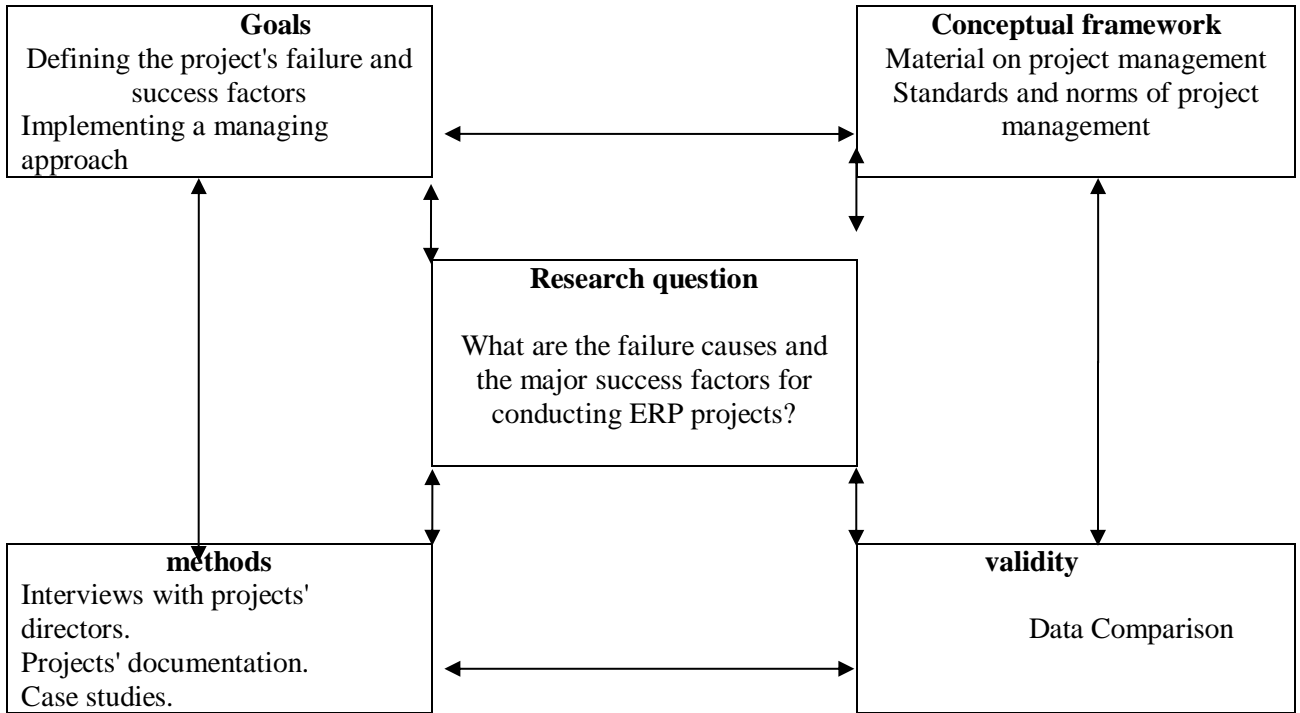 Goals
Defining the project's failure and
success factors
Implementing a managing
approach
Conceptual framework
Material on project management
Standards and norms of project
management
Research question
What are the failure causes and
the major success factors for
conducting ERP projects?
methods
Interviews with projects'
directors.
Projects' documentation.
Case studies.
validity
Data Comparison